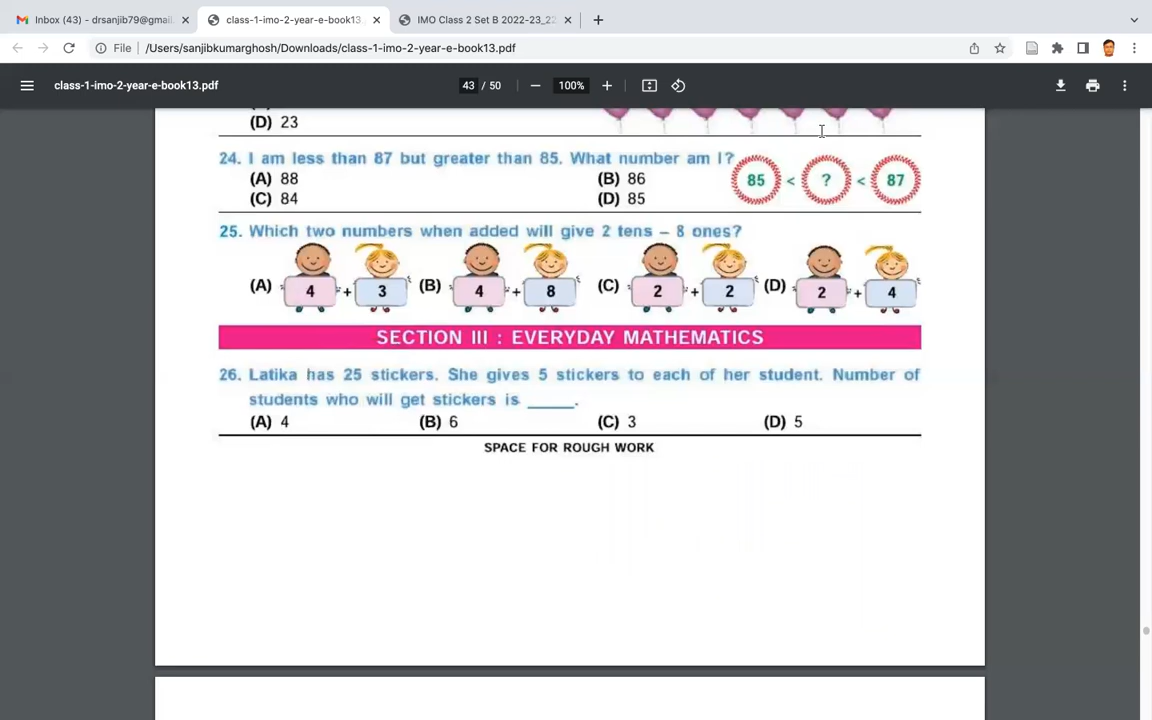 Inbox (43) - drsanjib79@gmail.
class-1-imo-2-year-e-book13.
IMO Class 2 Set B 2022-23_22
File
/Users/sanjibkumarghosh/Downloads/class-1-imo-2-year-e-book13.pdf
class-1-imo-2-year-e-book13.pdf
43 / 50
100%
(D) 23
24. I am less than 87 but greater than 85. What number am I?
(A) 88
(B) 86
(C) 84
(D) 85
85 < ? < 87
25. Which two numbers when added will give 2 tens – 8 ones?
(A) 4 + 3
(B) 4 + 8
(C) 2 + 2
(D) 2 + 4
SECTION III : EVERYDAY MATHEMATICS
26. Latika has 25 stickers. She gives 5 stickers to each of her student. Number of
students who will get stickers is _____.
(A) 4
(B) 6
(C) 3
(D) 5
SPACE FOR ROUGH WORK